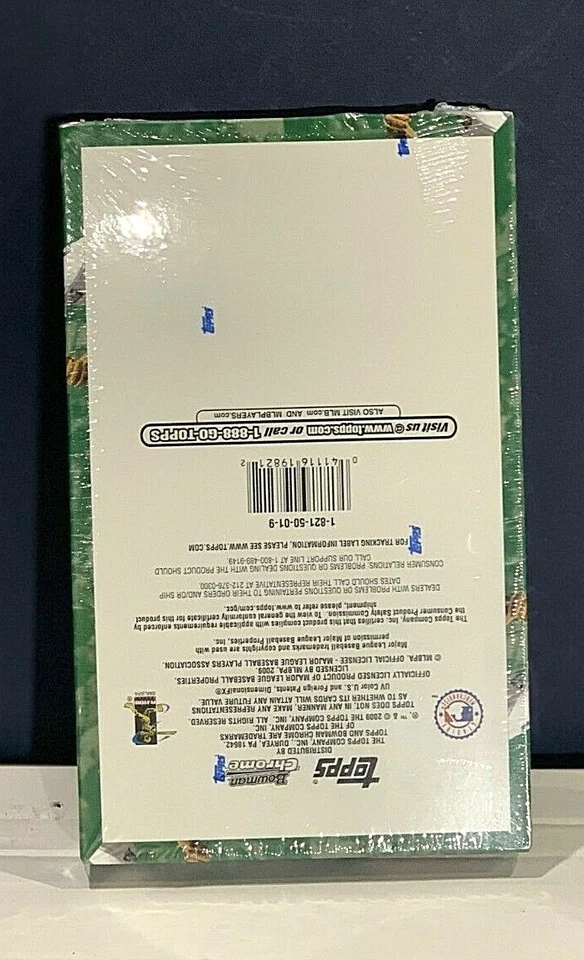 topps®
Bowman
Chrome
DISTRIBUTED BY
THE TOPPS COMPANY, INC., DURYEA, PA 18642
TOPPS AND BOWMAN CHROME ARE TRADEMARKS
OF THE TOPPS COMPANY, INC.
® ™ & © 2009 THE TOPPS COMPANY, INC. ALL RIGHTS RESERVED.
TOPPS DOES NOT, IN ANY MANNER, MAKE ANY REPRESENTATIONS
AS TO WHETHER ITS CARDS WILL ATTAIN ANY FUTURE VALUE.
UV Color U.S. and Foreign Patents, DimensionalFX®
OFFICIALLY LICENSED PRODUCT OF MAJOR LEAGUE BASEBALL PROPERTIES.
LICENSED BY MLBP, 2009.
© MLBPA. OFFICIAL LICENSEE - MAJOR LEAGUE BASEBALL PLAYERS ASSOCIATION
Major League Baseball trademarks and copyrights are used with
permission of Major League Baseball Properties, Inc.
The Topps Company, Inc. certifies that this product complies with applicable requirements enforced by
the Consumer Product Safety Commission. To view the general conformity certificate for this product
shipment, please refer to www.topps.com/gcc.
DEALERS WITH PROBLEMS OR QUESTIONS PERTAINING TO THEIR ORDERS AND/OR SHIP
DATES SHOULD CALL THEIR REPRESENTATIVE AT 212-376-0300.
CONSUMER RELATIONS: PROBLEMS OR QUESTIONS DEALING WITH THE PRODUCT SHOULD
CALL OUR SUPPORT LINE AT 1-800-489-9149
FOR TRACKING LABEL INFORMATION, PLEASE SEE WWW.TOPPS.COM
1-821-50-01-9
0 41116 19821 2
Visit us @ www.topps.com or call 1-888-GO-TOPPS
ALSO VISIT MLB.com AND MLBPLAYERS.com
topps
topps
topps
topps